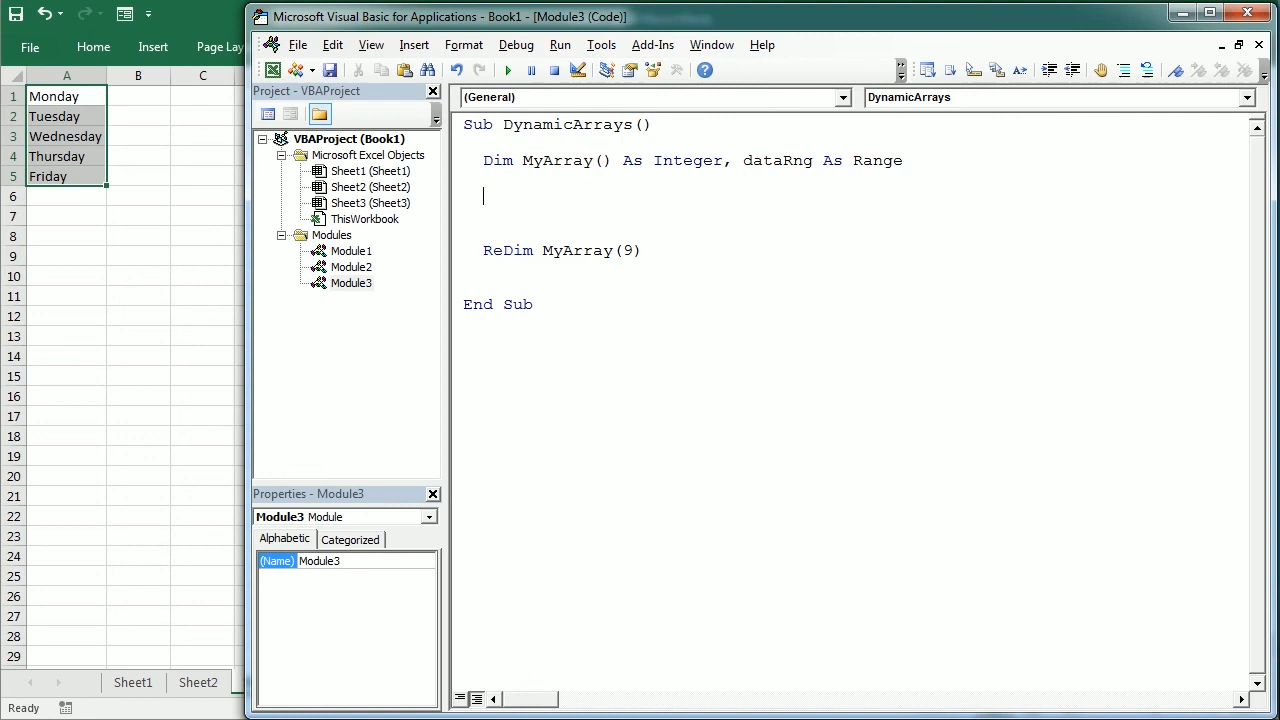 Microsoft Visual Basic for Applications - Book1 - [Module3 (Code)]
File Home Insert Page Lay
File Edit View Insert Format Debug Run Tools Add-Ins Window Help
Project - VBAProject
(General) DynamicArrays
A B C
1 Monday
2 Tuesday
3 Wednesday
4 Thursday
5 Friday
6
7
8
9
10
11
12
13
14
15
16
17
18
19
20
21
22
23
24
25
26
27
28
29
VBAProject (Book1)
Microsoft Excel Objects
Sheet1 (Sheet1)
Sheet2 (Sheet2)
Sheet3 (Sheet3)
ThisWorkbook
Modules
Module1
Module2
Module3
Properties - Module3
Module3 Module
Alphabetic Categorized
(Name) Module3
Sub DynamicArrays()
Dim MyArray() As Integer, dataRng As Range
ReDim MyArray(9)
End Sub
Sheet1 Sheet2
Ready